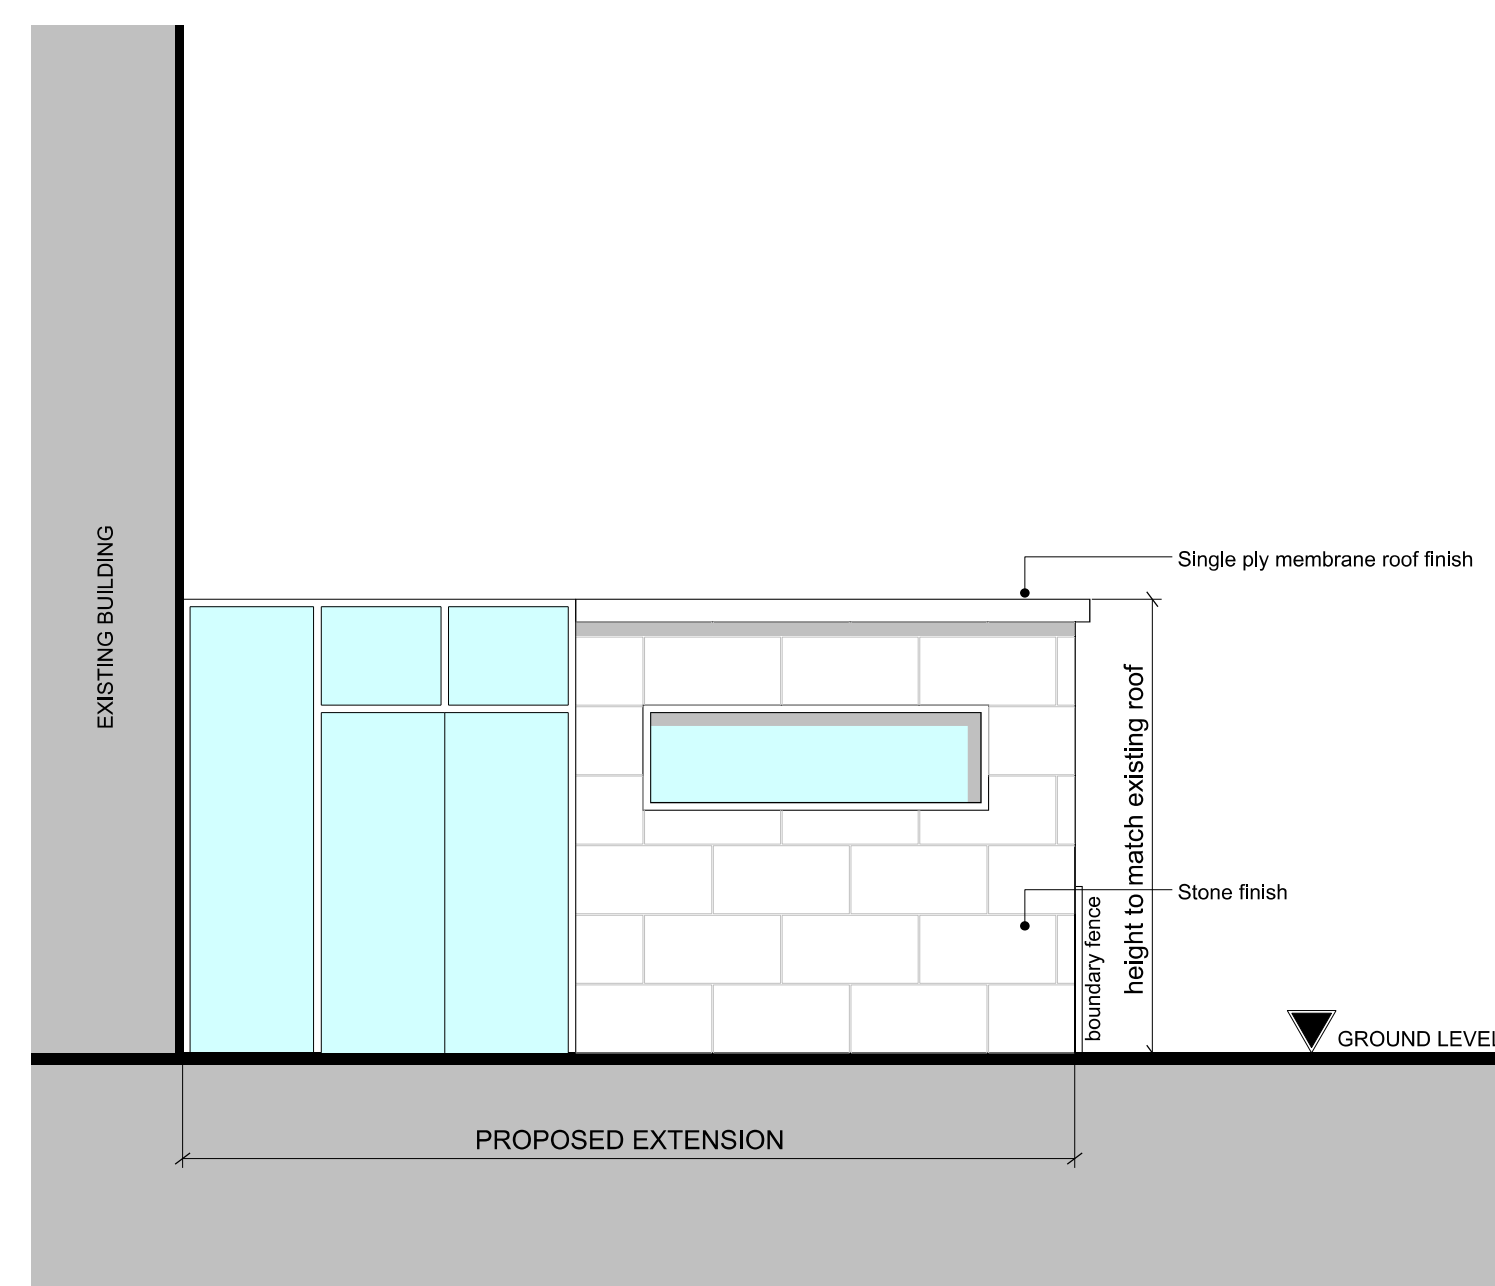 EXISTING BUILDING
Single ply membrane roof finish
height to match existing roof
Stone finish
boundary fence
GROUND LEVEL
PROPOSED EXTENSION